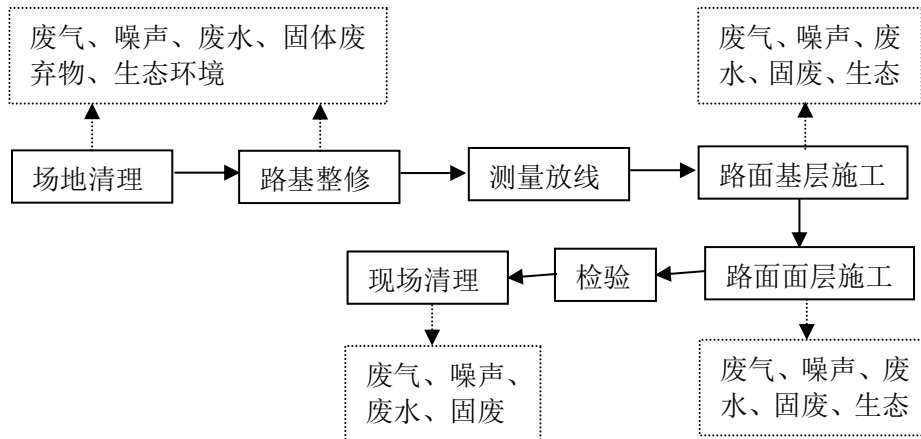 废气、噪声、废水、固体废
弃物、生态环境
废气、噪声、废
水、固废、生态
场地清理
路基整修
测量放线
路面基层施工
现场清理
检验
路面面层施工
废气、噪声、
废水、固废
废气、噪声、废
水、固废、生态